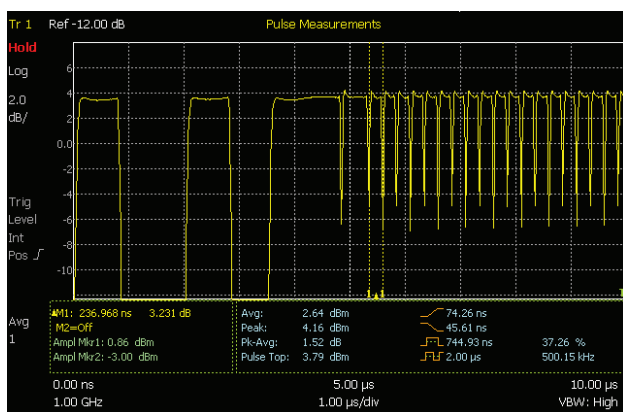 Tr 1 Ref -12.00 dB Pulse Measurements
Hold
Log
2.0
dB/
6
4
2
0.0
-2
-4
-6
-8
-10
Trig
Level
Int
Pos
Avg
1
M1: 236.968 ns 3.231 dB
M2=Off
Ampl Mkr1: 0.86 dBm
Ampl Mkr2: -3.00 dBm
Avg: 2.64 dBm
Peak: 4.16 dBm
Pk-Avg: 1.52 dB
Pulse Top: 3.79 dBm
74.26 ns
45.61 ns
744.93 ns 37.26 %
2.00 µs 500.15 kHz
0.00 ns 5.00 µs 10.00 µs
1.00 GHz 1.00 µs/div VBW: High